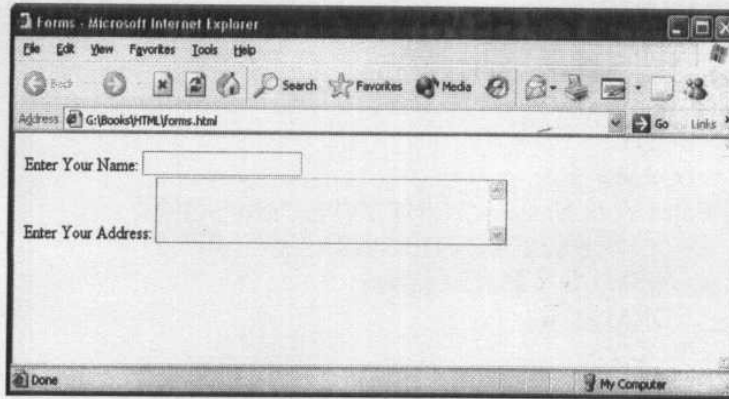 Forms - Microsoft Internet Explorer
File Edit View Favorites Tools Help
Back Search Favorites Media
Address G:\Books\HTML\forms.html Go Links
Enter Your Name:
Enter Your Address:
Done My Computer